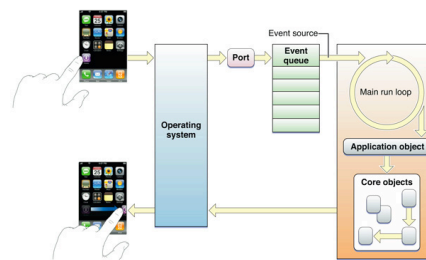 Event source
Port
Event
queue
Main run loop
Operating
system
Application object
Core objects